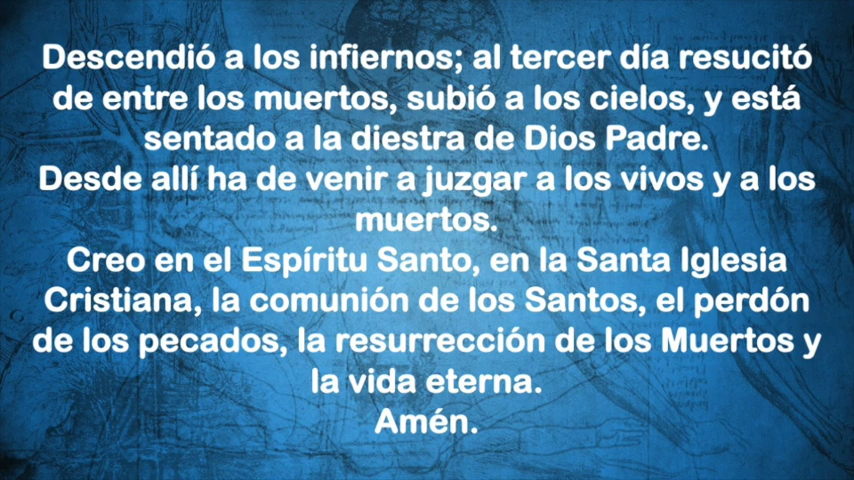 Descendió a los infiernos; al tercer día resucitó
de entre los muertos, subió a los cielos, y está
sentado a la diestra de Dios Padre.
Desde allí ha de venir a juzgar a los vivos y a los
muertos.
Creo en el Espíritu Santo, en la Santa Iglesia
Cristiana, la comunión de los Santos, el perdón
de los pecados, la resurrección de los Muertos y
la vida eterna.
Amén.